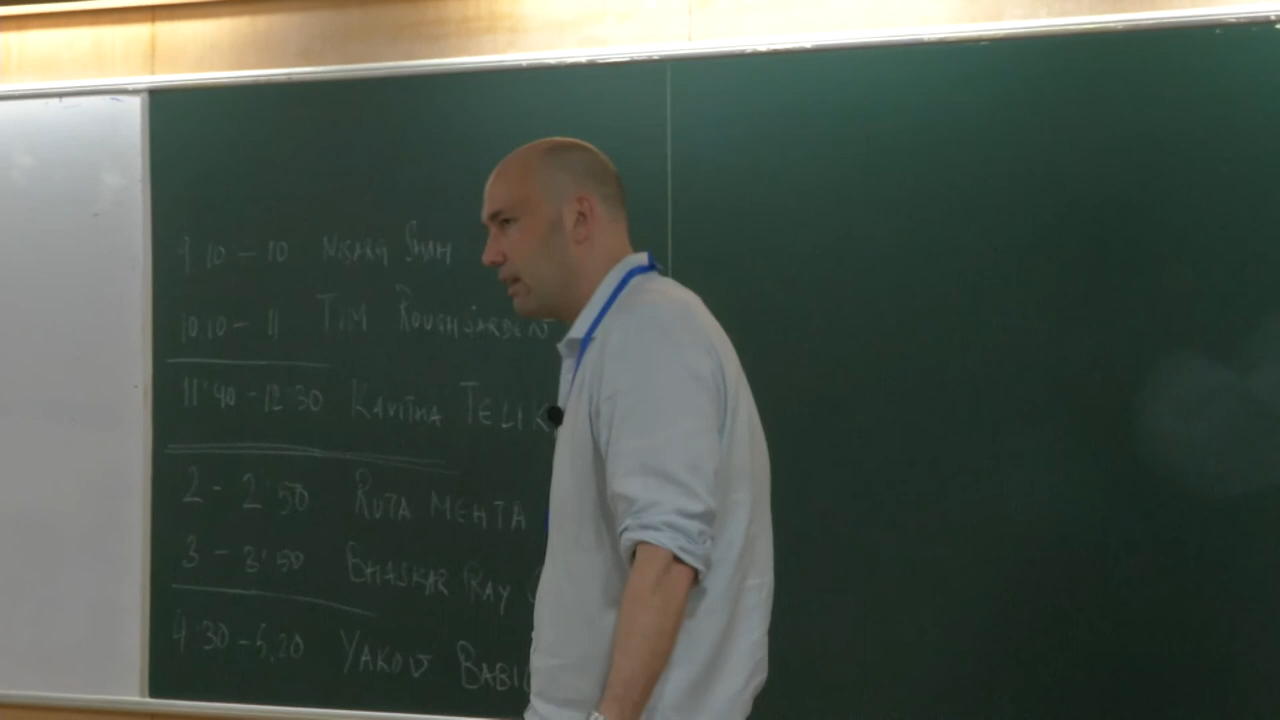 9 10 - 10 NISARG SHAH
10.10 - 11 TIM ROUGHGARDEN
11'40 - 12'30 KAVITHA TELIK
2 - 2'50 RUTA MEHTA
3 - 3'50 BHASKAR RAY
4'30 - 5.20 YAKOV BABI